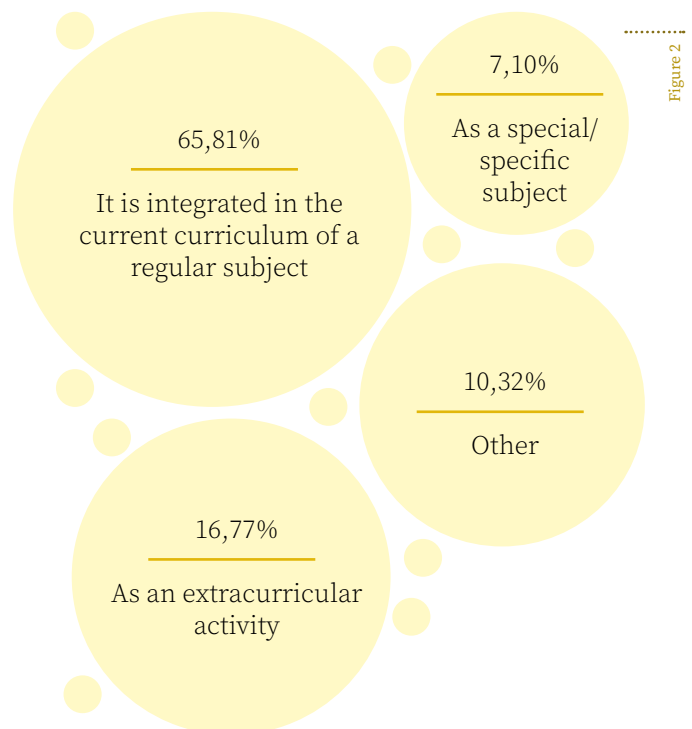 65,81%
It is integrated in the
current curriculum of a
regular subject
7,10%
As a special/
specific
subject
Figure 2
10,32%
Other
16,77%
As an extracurricular
activity